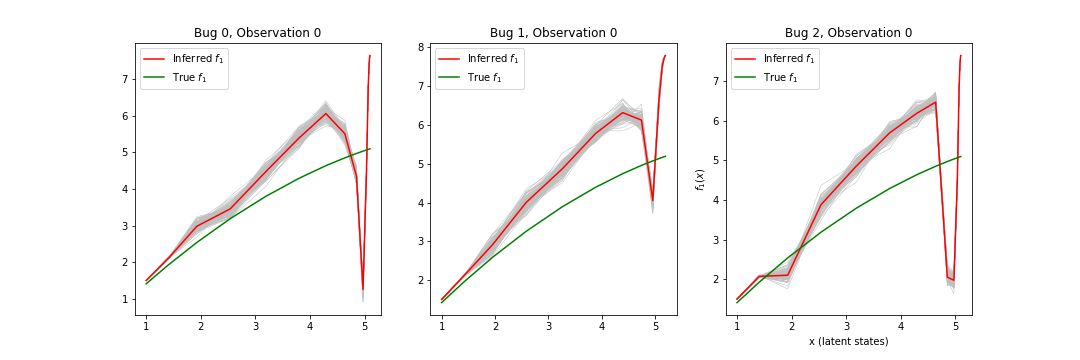 Bug 0, Observation 0
Inferred f₁
True f₁
7
6
5
4
3
2
1
1 2 3 4 5
Bug 1, Observation 0
Inferred f₁
True f₁
8
7
6
5
4
3
2
1 2 3 4 5
Bug 2, Observation 0
Inferred f₁
True f₁
f₁(x)
7
6
5
4
3
2
1 2 3 4 5
x (latent states)